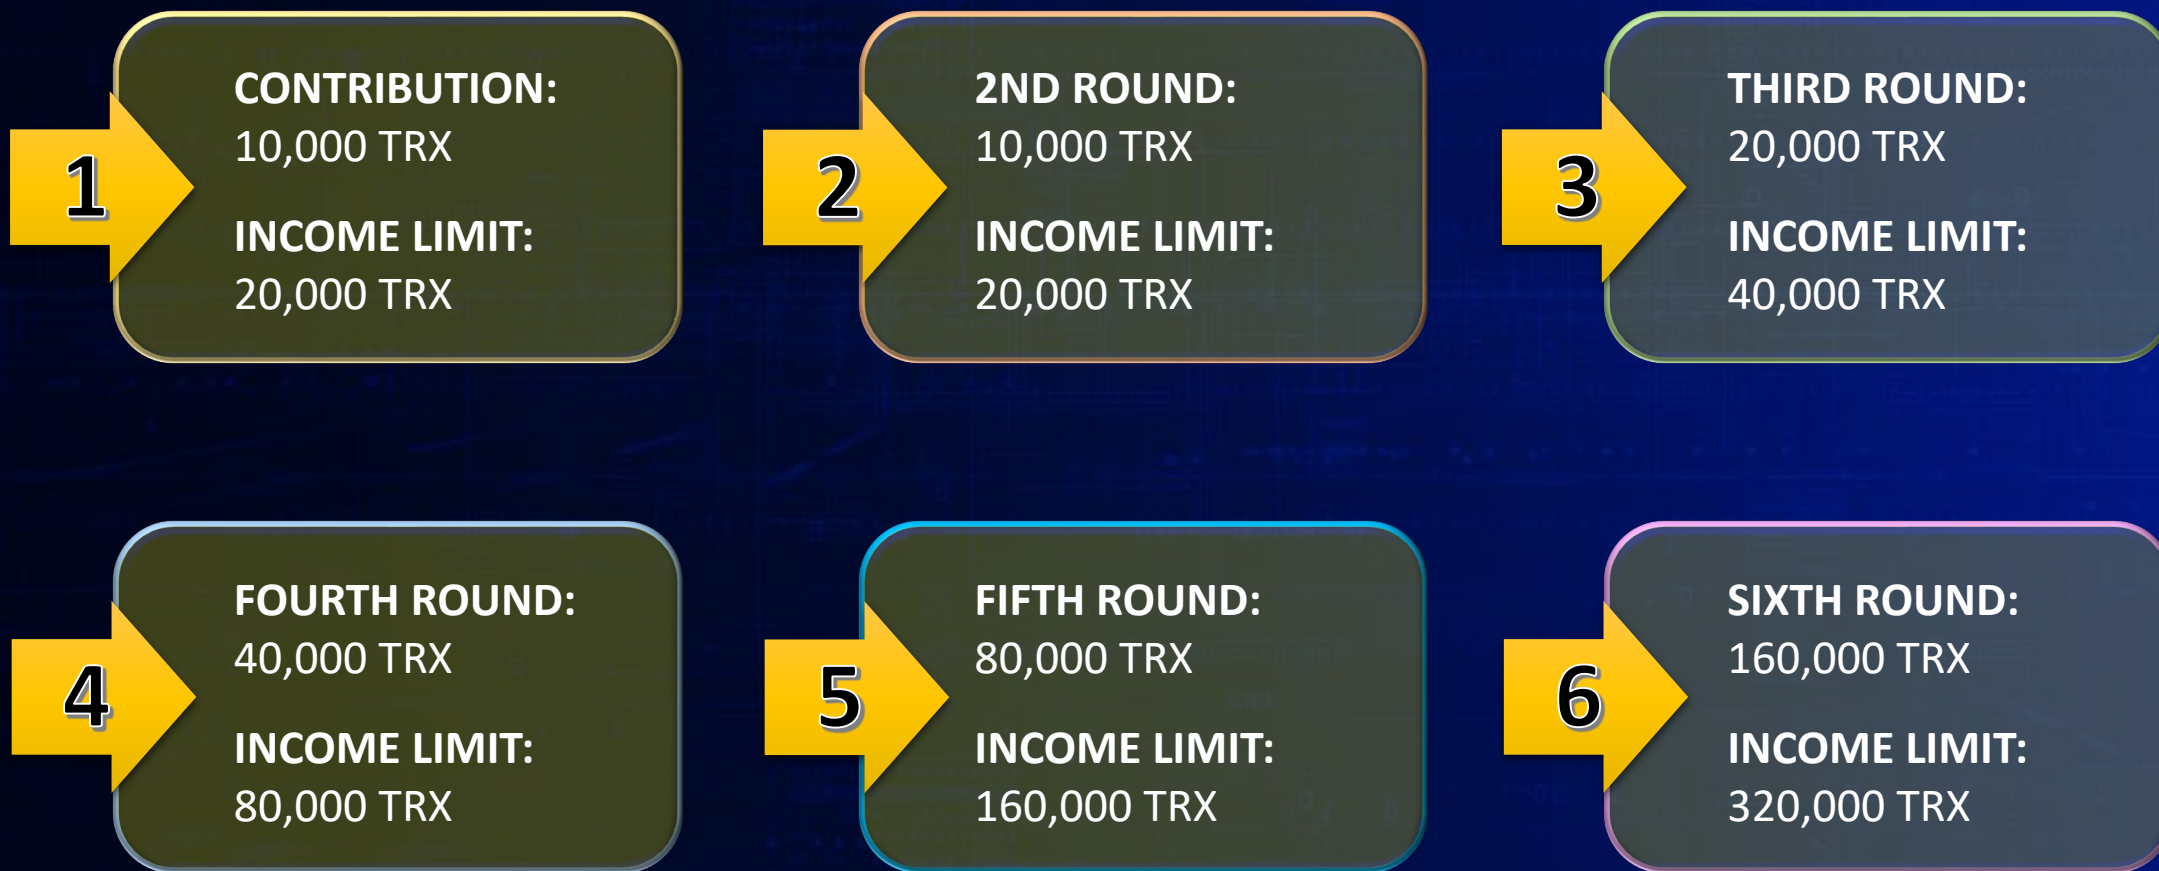 1
CONTRIBUTION:
10,000 TRX
INCOME LIMIT:
20,000 TRX
2
2ND ROUND:
10,000 TRX
INCOME LIMIT:
20,000 TRX
3
THIRD ROUND:
20,000 TRX
INCOME LIMIT:
40,000 TRX
4
FOURTH ROUND:
40,000 TRX
INCOME LIMIT:
80,000 TRX
5
FIFTH ROUND:
80,000 TRX
INCOME LIMIT:
160,000 TRX
6
SIXTH ROUND:
160,000 TRX
INCOME LIMIT:
320,000 TRX